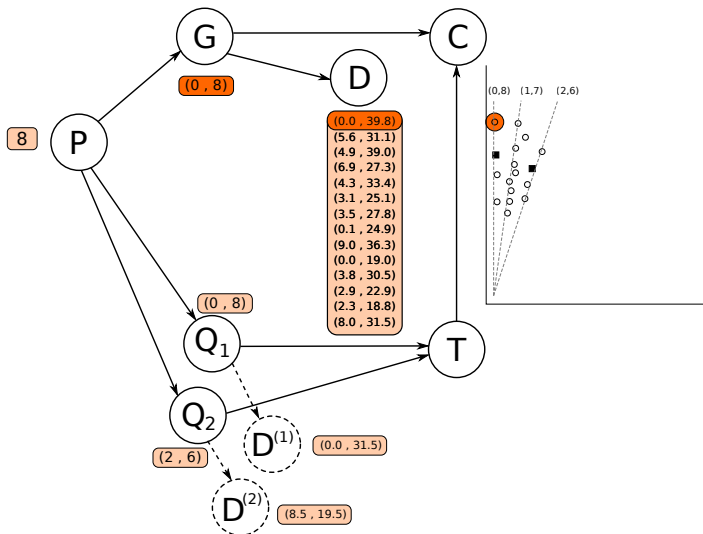 G
C
D
(0 , 8)
P
8
(0.0 , 39.8)
(5.6 , 31.1)
(4.9 , 39.0)
(6.9 , 27.3)
(4.3 , 33.4)
(3.1 , 25.1)
(3.5 , 27.8)
(0.1 , 24.9)
(9.0 , 36.3)
(0.0 , 19.0)
(3.8 , 30.5)
(2.9 , 22.9)
(2.3 , 18.8)
(8.0 , 31.5)
(0,8) (1,7) (2,6)
(0 , 8)
Q1
T
Q2
(2 , 6)
D(1)
(0.0 , 31.5)
D(2)
(8.5 , 19.5)